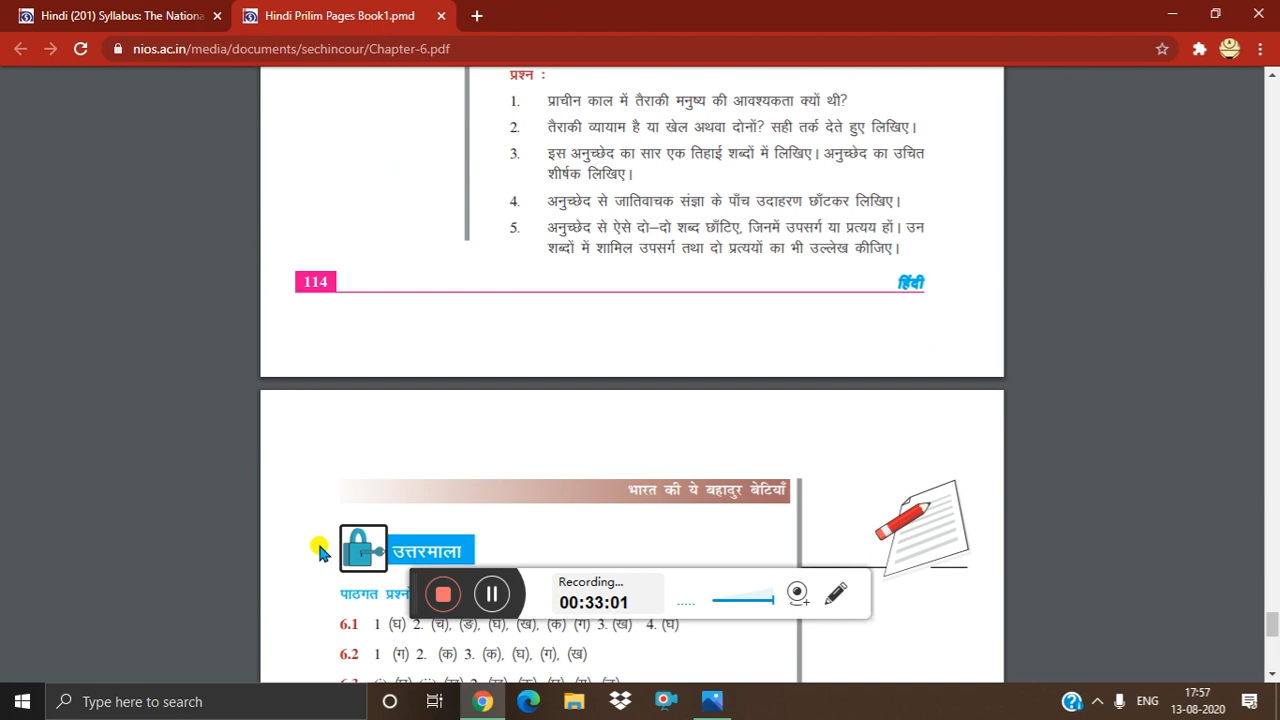 Hindi (201) Syllabus: The Nationa
Hindi Prilim Pages Book1.pmd
nios.ac.in/media/documents/sechincour/Chapter-6.pdf
प्रश्न :
1. प्राचीन काल में तैराकी मनुष्य की आवश्यकता क्यों थी?
2. तैराकी व्यायाम है या खेल अथवा दोनों? सही तर्क देते हुए लिखिए।
3. इस अनुच्छेद का सार एक तिहाई शब्दों में लिखिए। अनुच्छेद का उचित
शीर्षक लिखिए।
4. अनुच्छेद से जातिवाचक संज्ञा के पाँच उदाहरण छाँटकर लिखिए।
5. अनुच्छेद से ऐसे दो–दो शब्द छाँटिए, जिनमें उपसर्ग या प्रत्यय हों। उन
शब्दों में शामिल उपसर्ग तथा दो प्रत्ययों का भी उल्लेख कीजिए।
114 हिंदी
भारत की ये बहादुर बेटियाँ
उत्तरमाला
पाठगत
Recording...
00:33:01
6.1 1 (घ) 2. (च), (ङ), (घ), (ख), (क) (ग) 3. (ख) 4. (घ)
6.2 1 (ग) 2. (क) 3. (क), (घ), (ग), (ख)
Type here to search
ENG
17:57
13-08-2020